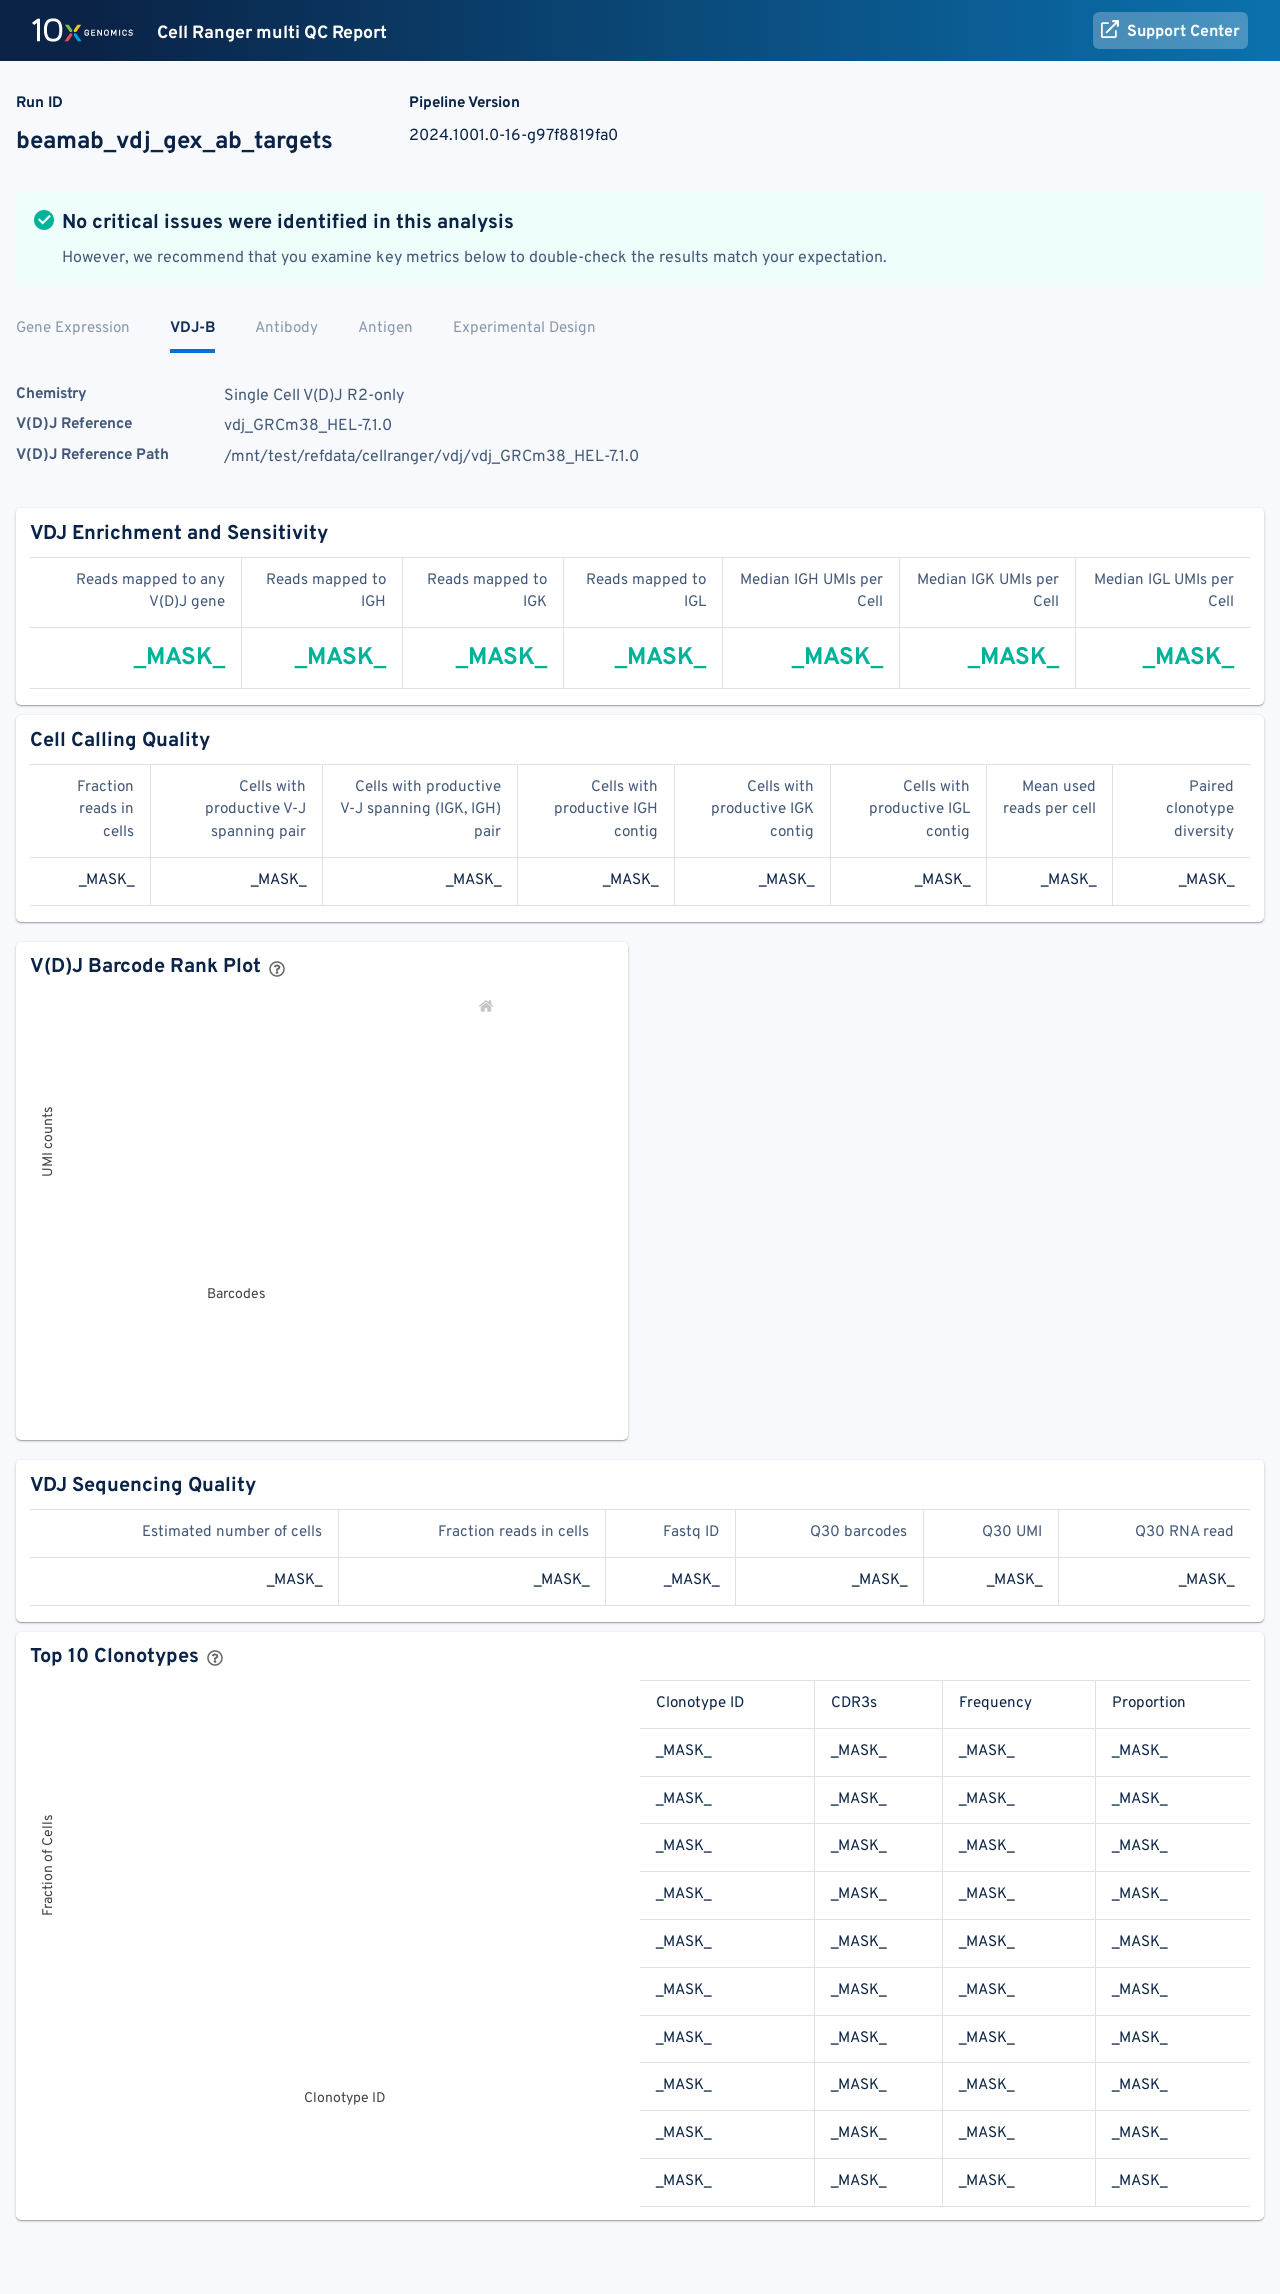 10x GENOMICS Cell Ranger multi QC Report Support Center
Run ID Pipeline Version
beamab_vdj_gex_ab_targets 2024.1001.0-16-g97f8819fa0
No critical issues were identified in this analysis
However, we recommend that you examine key metrics below to double-check the results match your expectation.
Gene Expression VDJ-B Antibody Antigen Experimental Design
Chemistry Single Cell V(D)J R2-only
V(D)J Reference vdj_GRCm38_HEL-7.1.0
V(D)J Reference Path /mnt/test/refdata/cellranger/vdj/vdj_GRCm38_HEL-7.1.0
VDJ Enrichment and Sensitivity
Reads mapped to any Reads mapped to Reads mapped to Reads mapped to Median IGH UMIs per Median IGK UMIs per Median IGL UMIs per
V(D)J gene IGH IGK IGL Cell Cell Cell
_MASK_ _MASK_ _MASK_ _MASK_ _MASK_ _MASK_ _MASK_
Cell Calling Quality
Fraction Cells with Cells with productive Cells with Cells with Cells with Mean used Paired
reads in productive V-J V-J spanning (IGK, IGH) productive IGH productive IGK productive IGL reads per cell clonotype
cells spanning pair pair contig contig contig diversity
_MASK_ _MASK_ _MASK_ _MASK_ _MASK_ _MASK_ _MASK_ _MASK_
V(D)J Barcode Rank Plot ?
UMI counts
Barcodes
VDJ Sequencing Quality
Estimated number of cells Fraction reads in cells Fastq ID Q30 barcodes Q30 UMI Q30 RNA read
_MASK_ _MASK_ _MASK_ _MASK_ _MASK_ _MASK_
Top 10 Clonotypes ?
Fraction of Cells
Clonotype ID
Clonotype ID CDR3s Frequency Proportion
_MASK_ _MASK_ _MASK_ _MASK_
_MASK_ _MASK_ _MASK_ _MASK_
_MASK_ _MASK_ _MASK_ _MASK_
_MASK_ _MASK_ _MASK_ _MASK_
_MASK_ _MASK_ _MASK_ _MASK_
_MASK_ _MASK_ _MASK_ _MASK_
_MASK_ _MASK_ _MASK_ _MASK_
_MASK_ _MASK_ _MASK_ _MASK_
_MASK_ _MASK_ _MASK_ _MASK_
_MASK_ _MASK_ _MASK_ _MASK_